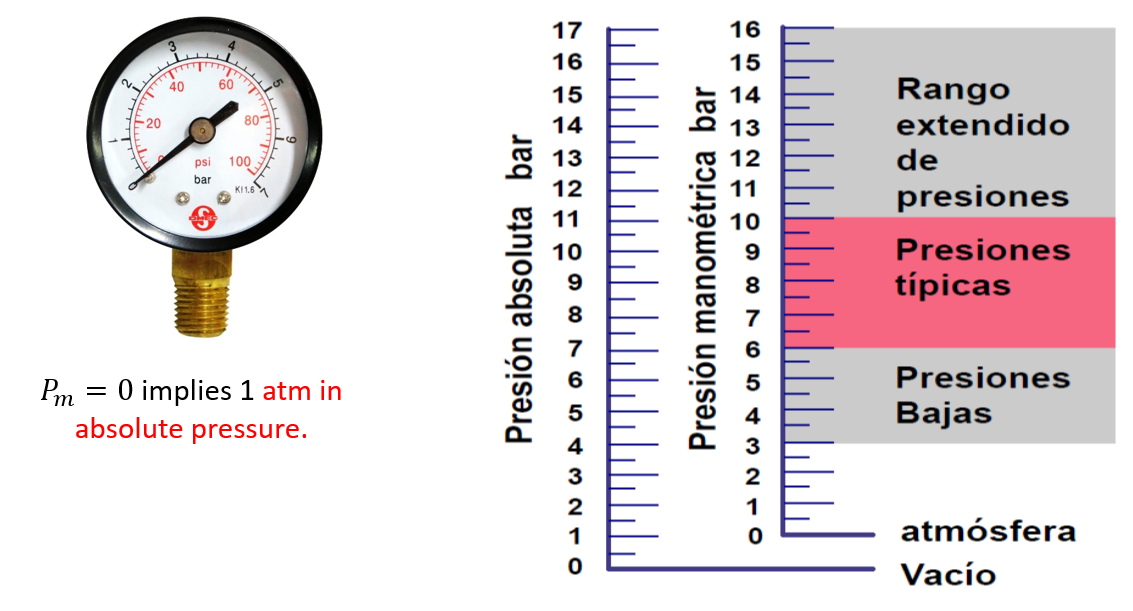 3
4
2
5
1
6
0
7
40
60
20
80
0
100
psi
bar
KI 1.6
P_m = 0 implies 1 atm in
absolute pressure.
Presión absoluta bar
17
16
15
14
13
12
11
10
9
8
7
6
5
4
3
2
1
0
Presión manométrica bar
16
15
14
13
12
11
10
9
8
7
6
5
4
3
2
1
0
Rango
extendido
de
presiones
Presiones
típicas
Presiones
Bajas
atmósfera
Vacío